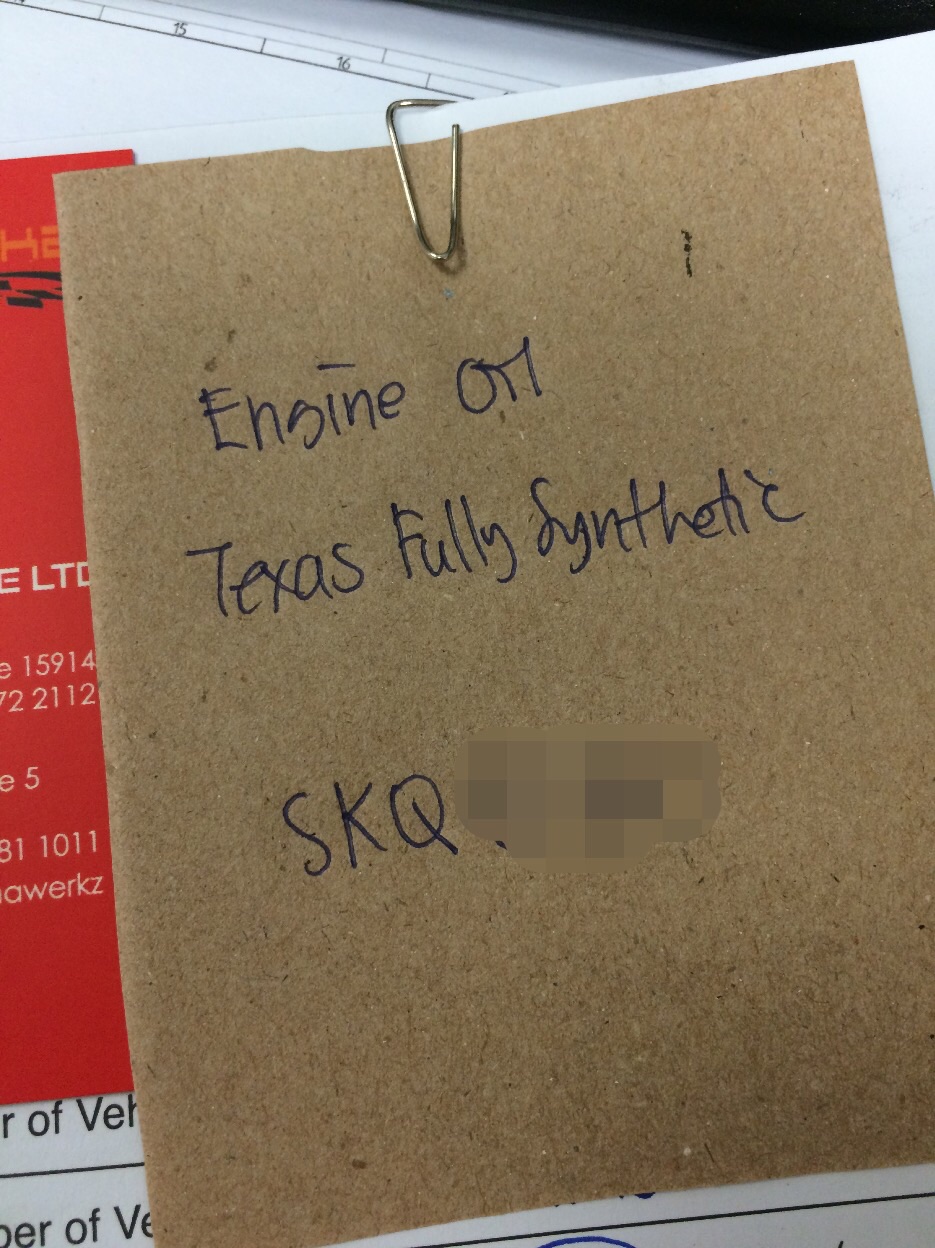 15
16
Engine Oil
Texas Fully Synthetic
SKQ
E LTD
e 15914
72 2112
e 5
81 1011
awerkz
r of Veh
ber of Ve